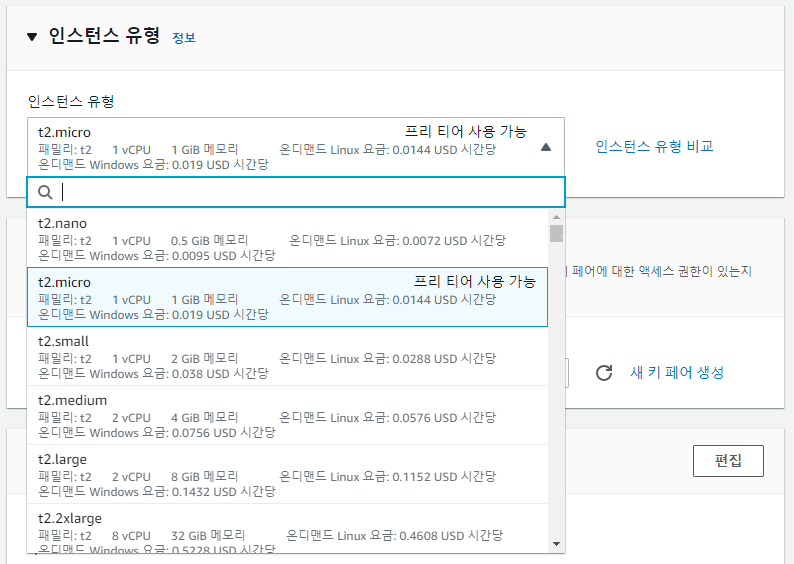 ▼ 인스턴스 유형 정보
인스턴스 유형
t2.micro 프리 티어 사용 가능
패밀리: t2 1 vCPU 1 GiB 메모리 온디맨드 Linux 요금: 0.0144 USD 시간당
온디맨드 Windows 요금: 0.019 USD 시간당
인스턴스 유형 비교
t2.nano
패밀리: t2 1 vCPU 0.5 GiB 메모리 온디맨드 Linux 요금: 0.0072 USD 시간당
온디맨드 Windows 요금: 0.0095 USD 시간당
t2.micro 프리 티어 사용 가능
패밀리: t2 1 vCPU 1 GiB 메모리 온디맨드 Linux 요금: 0.0144 USD 시간당
온디맨드 Windows 요금: 0.019 USD 시간당
페어에 대한 액세스 권한이 있는지
t2.small
패밀리: t2 1 vCPU 2 GiB 메모리 온디맨드 Linux 요금: 0.0288 USD 시간당
온디맨드 Windows 요금: 0.038 USD 시간당
새 키 페어 생성
t2.medium
패밀리: t2 2 vCPU 4 GiB 메모리 온디맨드 Linux 요금: 0.0576 USD 시간당
온디맨드 Windows 요금: 0.0756 USD 시간당
t2.large
패밀리: t2 2 vCPU 8 GiB 메모리 온디맨드 Linux 요금: 0.1152 USD 시간당
온디맨드 Windows 요금: 0.1432 USD 시간당
편집
t2.2xlarge
패밀리: t2 8 vCPU 32 GiB 메모리 온디맨드 Linux 요금: 0.4608 USD 시간당
온디맨드 Windows 요금: 0.5228 USD 시간당